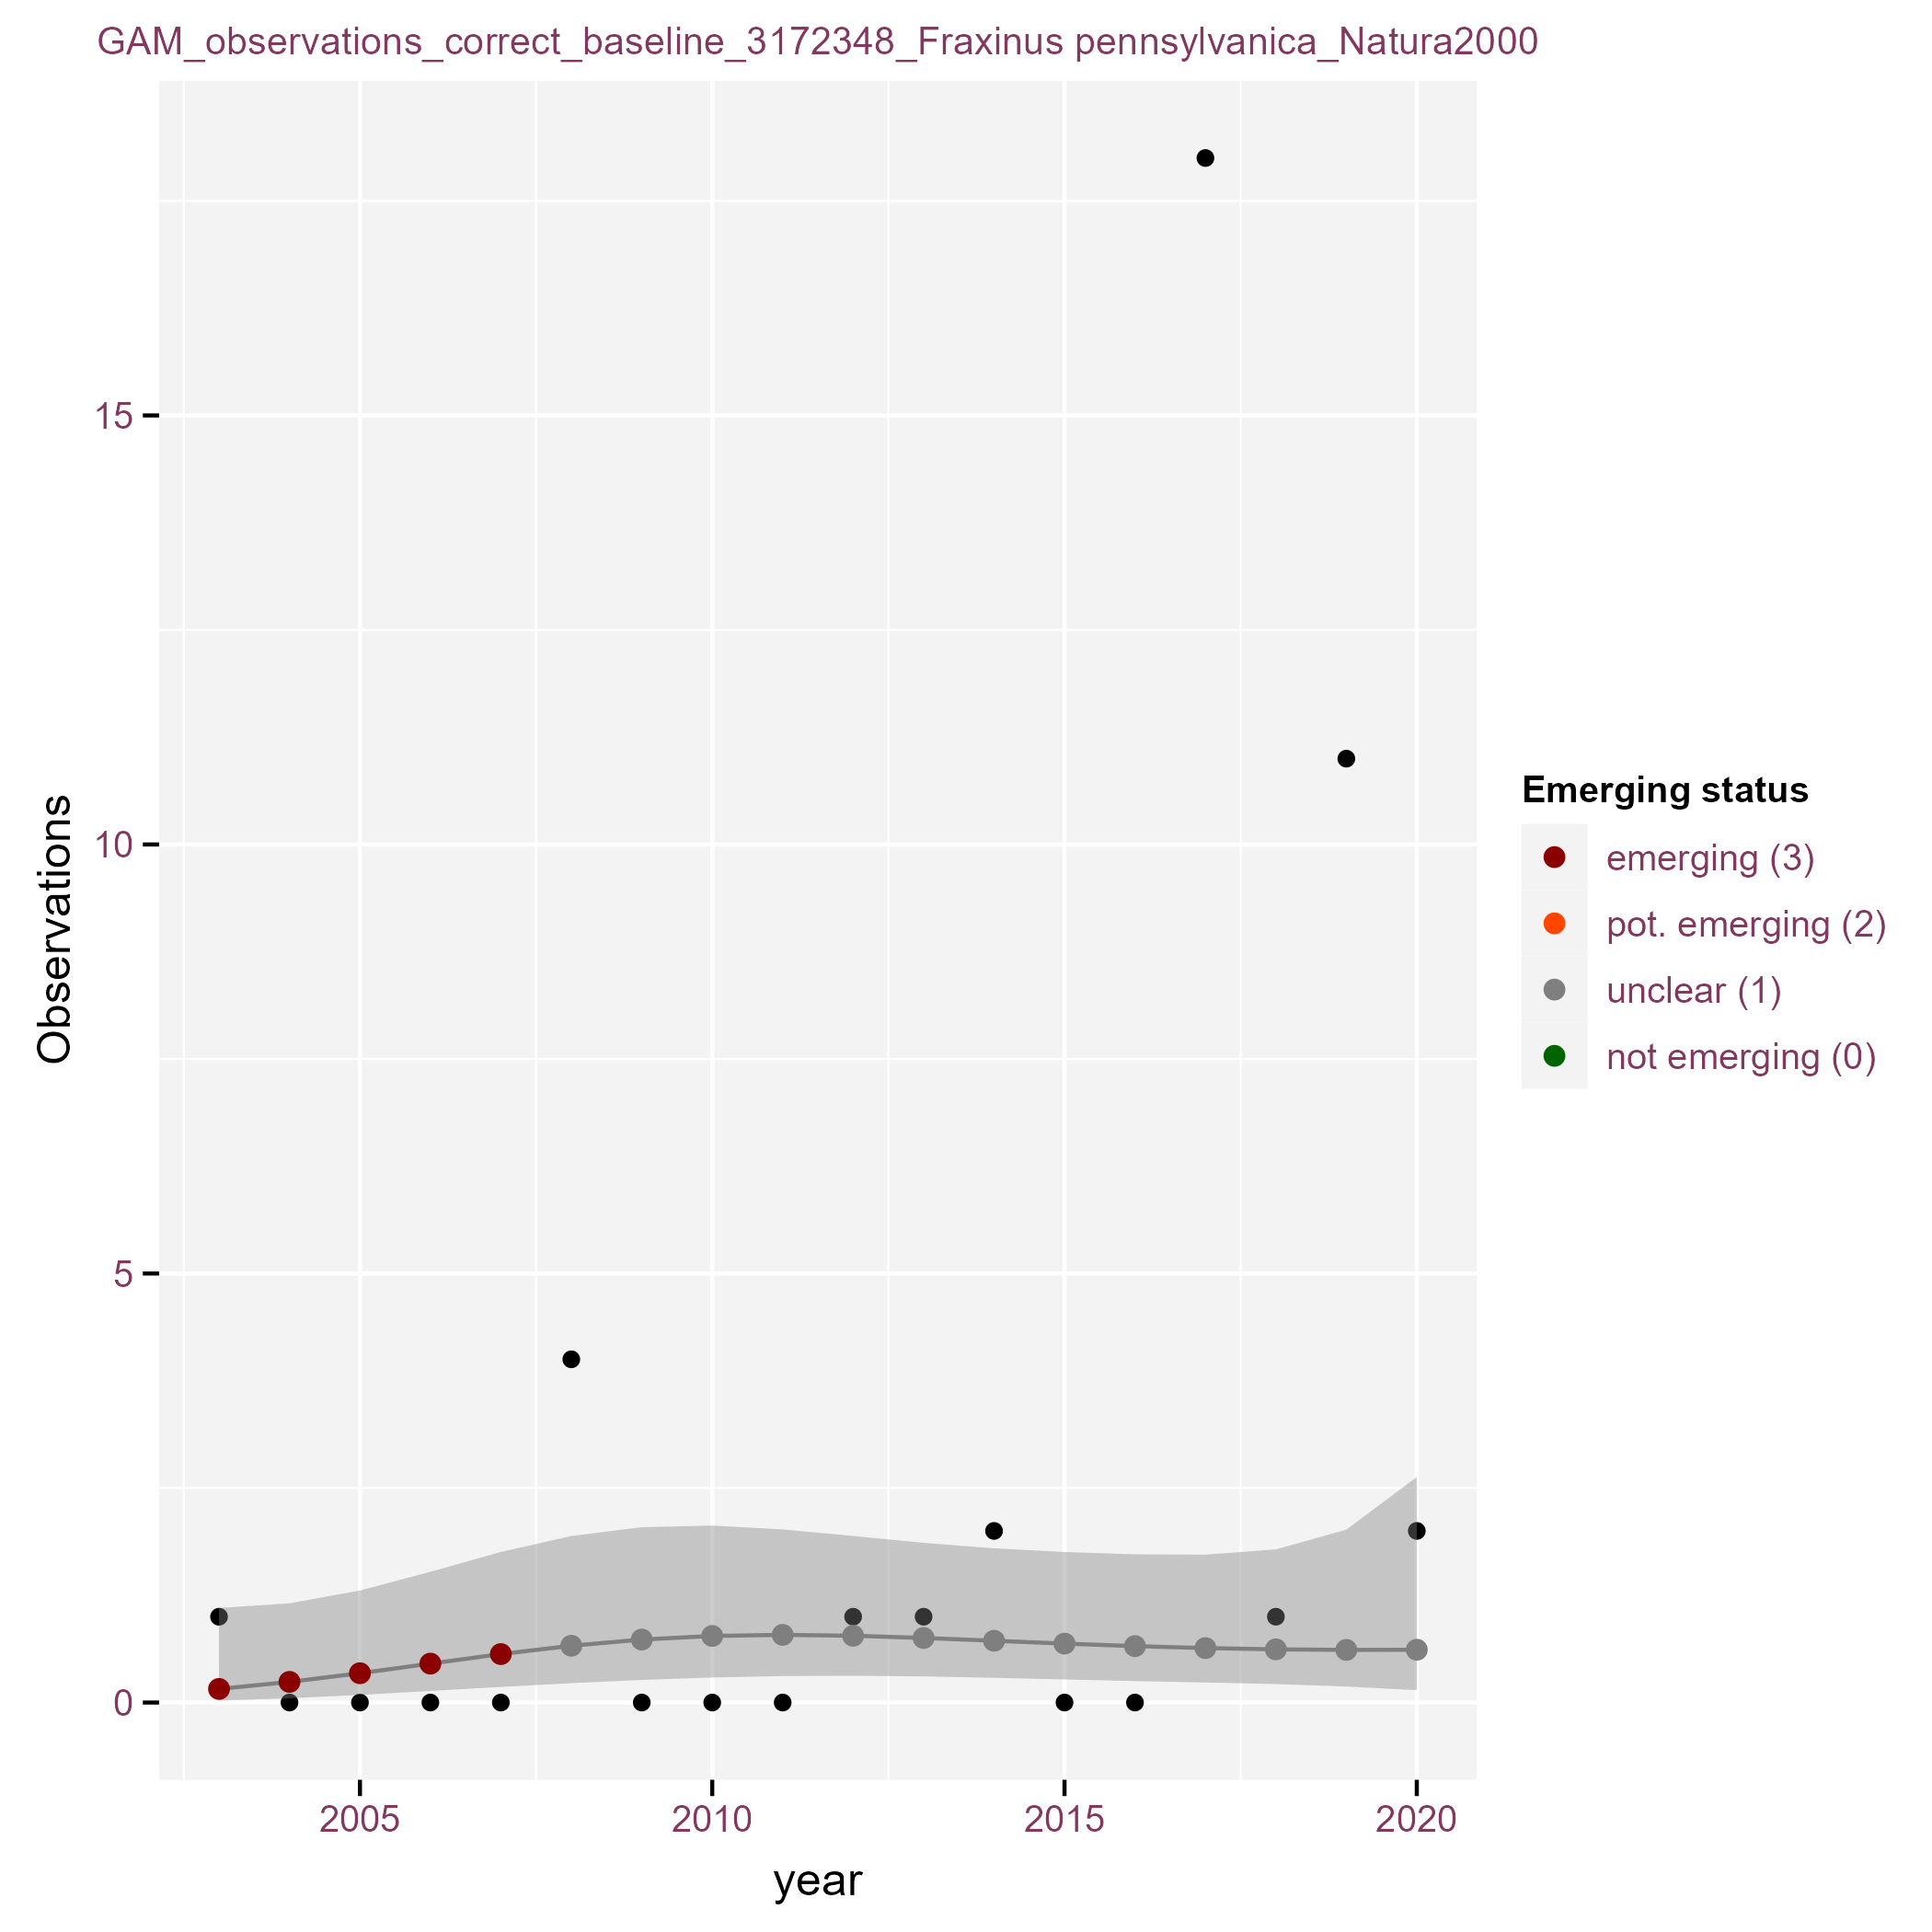 GAM_observations_correct_baseline_3172348_Fraxinus pennsylvanica_Natura2000
15
10
5
0
Observations
2005
2010
2015
2020
year
Emerging status
emerging (3)
pot. emerging (2)
unclear (1)
not emerging (0)